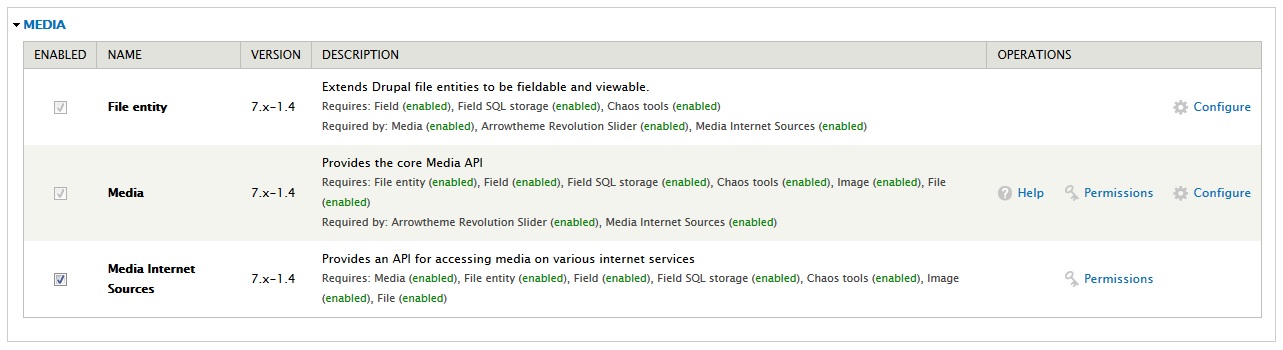 MEDIA
ENABLED NAME VERSION DESCRIPTION OPERATIONS
Extends Drupal file entities to be fieldable and viewable.
File entity 7.x-1.4 Requires: Field (enabled), Field SQL storage (enabled), Chaos tools (enabled) Configure
Required by: Media (enabled), Arrowtheme Revolution Slider (enabled), Media Internet Sources (enabled)
Provides the core Media API
Media 7.x-1.4 Requires: File entity (enabled), Field (enabled), Field SQL storage (enabled), Chaos tools (enabled), Image (enabled), File Help Permissions Configure
(enabled)
Required by: Arrowtheme Revolution Slider (enabled), Media Internet Sources (enabled)
Media Internet Provides an API for accessing media on various internet services
Sources 7.x-1.4 Requires: Media (enabled), File entity (enabled), Field (enabled), Field SQL storage (enabled), Chaos tools (enabled), Image Permissions
(enabled), File (enabled)